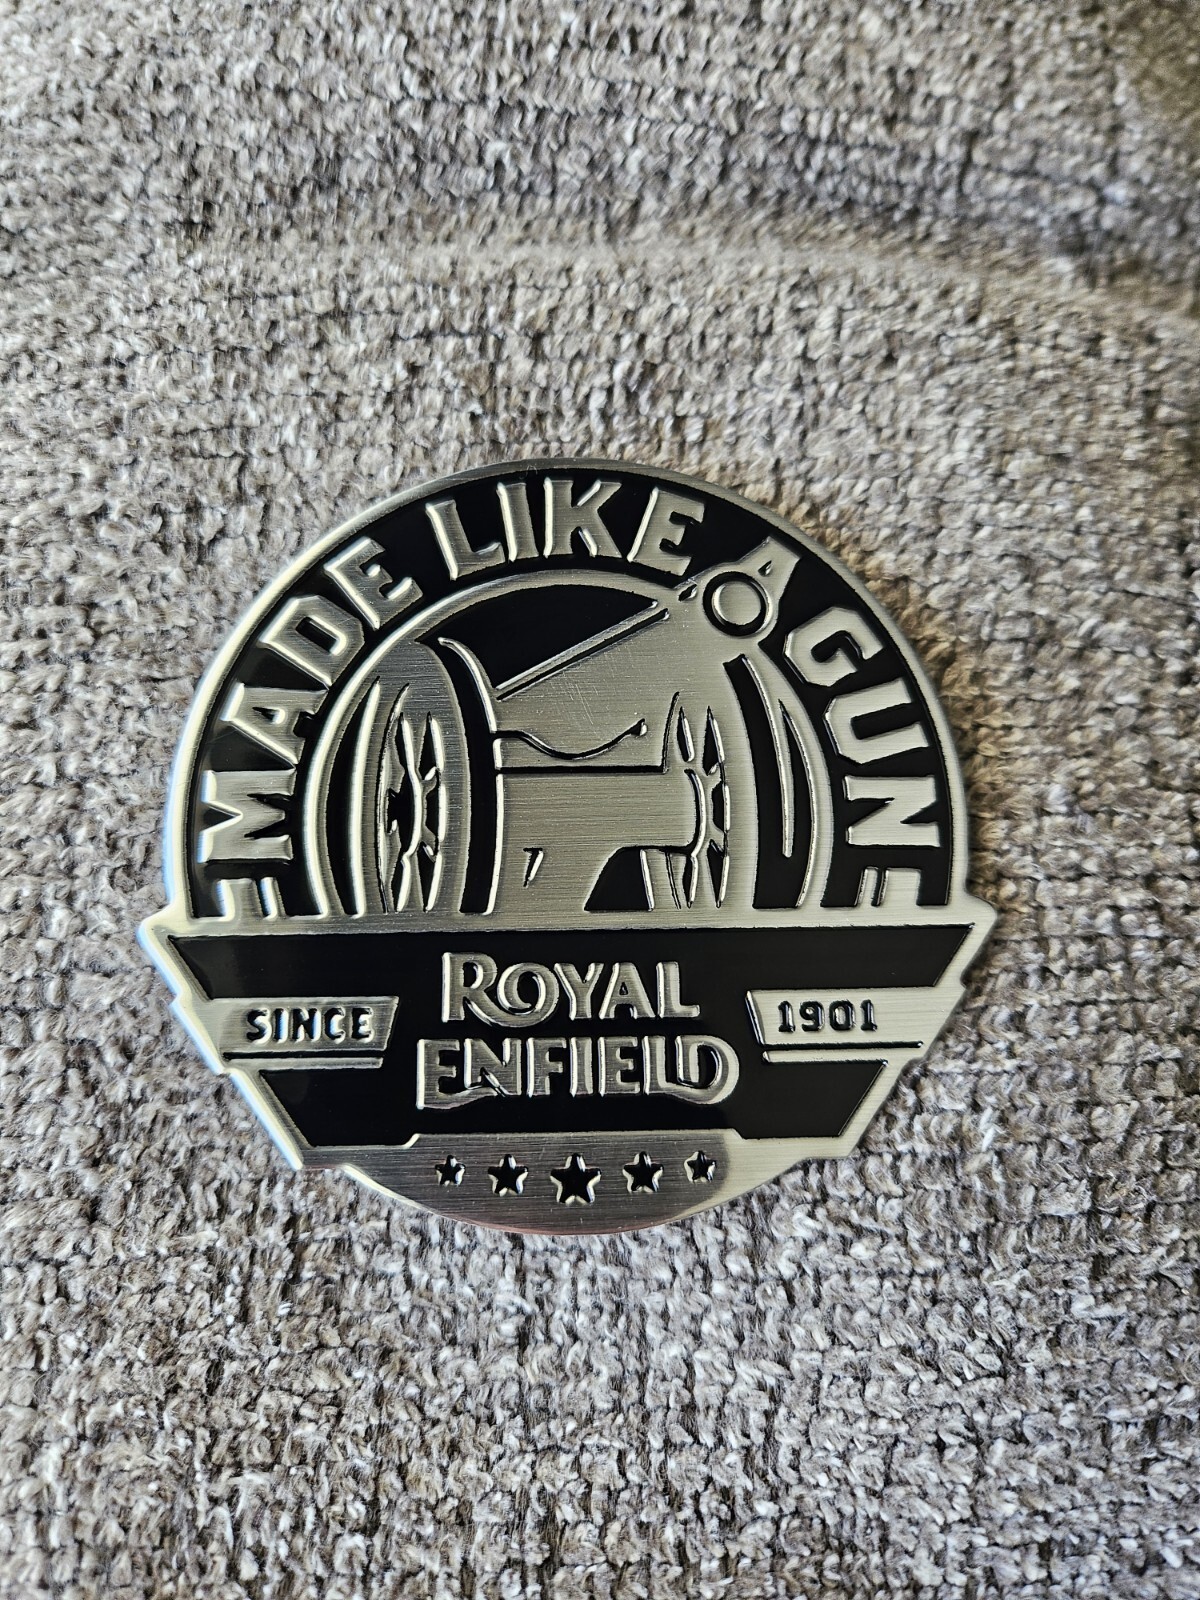 MADE LIKE A GUN
SINCE
ROYAL
ENFIELD
1901